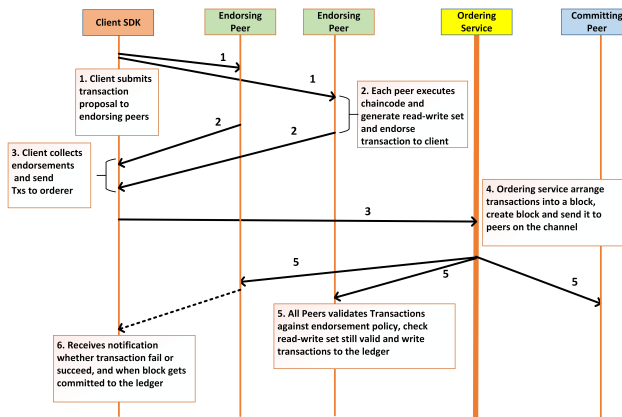 Client SDK
Endorsing
Peer
Endorsing
Peer
Ordering
Service
Committing
Peer
1
1
1. Client submits
transaction
proposal to
endorsing peers
2. Each peer executes
chaincode and
generate read-write set
and endorse
transaction to client
2
2
3. Client collects
endorsements
and send
Txs to orderer
4. Ordering service arrange
transactions into a block,
create block and send it to
peers on the channel
3
5
5
5
5. All Peers validates Transactions
against endorsement policy, check
read-write set still valid and write
transactions to the ledger
6. Receives notification
whether transaction fail or
succeed, and when block gets
committed to the ledger